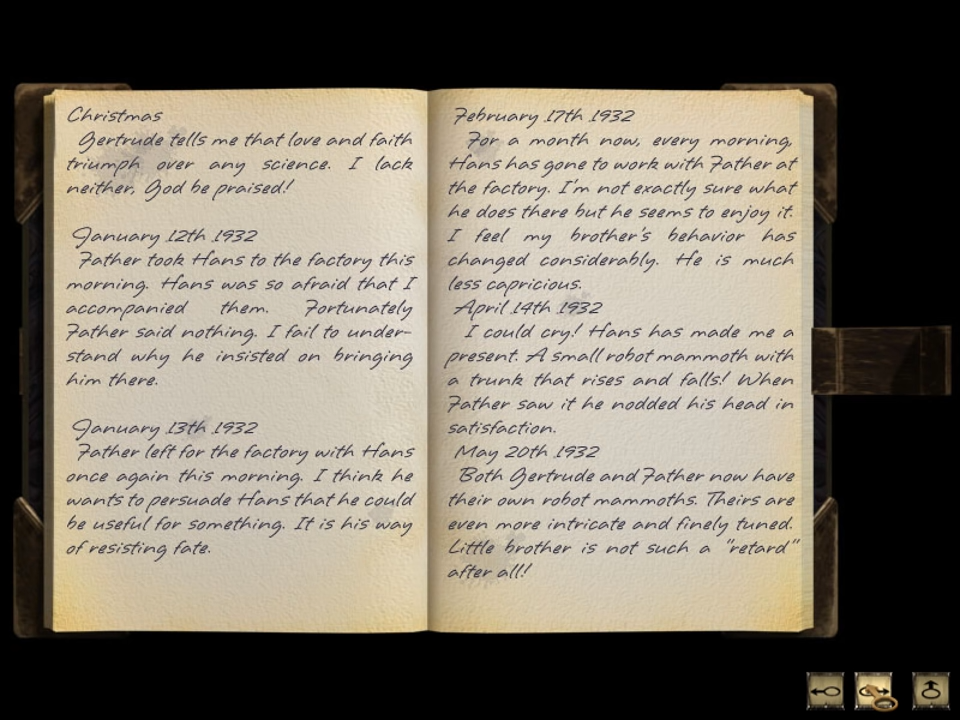 Christmas
Gertrude tells me that love and faith
triumph over any science. I lack
neither, God be praised!
January 12th 1932
Father took Hans to the factory this
morning. Hans was so afraid that I
accompanied them. Fortunately
Father said nothing. I fail to under-
stand why he insisted on bringing
him there.
January 13th 1932
Father left for the factory with Hans
once again this morning. I think he
wants to persuade Hans that he could
be useful for something. It is his way
of resisting fate.
February 17th 1932
For a month now, every morning,
Hans has gone to work with Father at
the factory. I'm not exactly sure what
he does there but he seems to enjoy it.
I feel my brother's behavior has
changed considerably. He is much
less capricious.
April 14th 1932
I could cry! Hans has made me a
present. A small robot mammoth with
a trunk that rises and falls! When
Father saw it he nodded his head in
satisfaction.
May 20th 1932
Both Gertrude and Father now have
their own robot mammoths. Theirs are
even more intricate and finely tuned.
Little brother is not such a "retard"
after all!